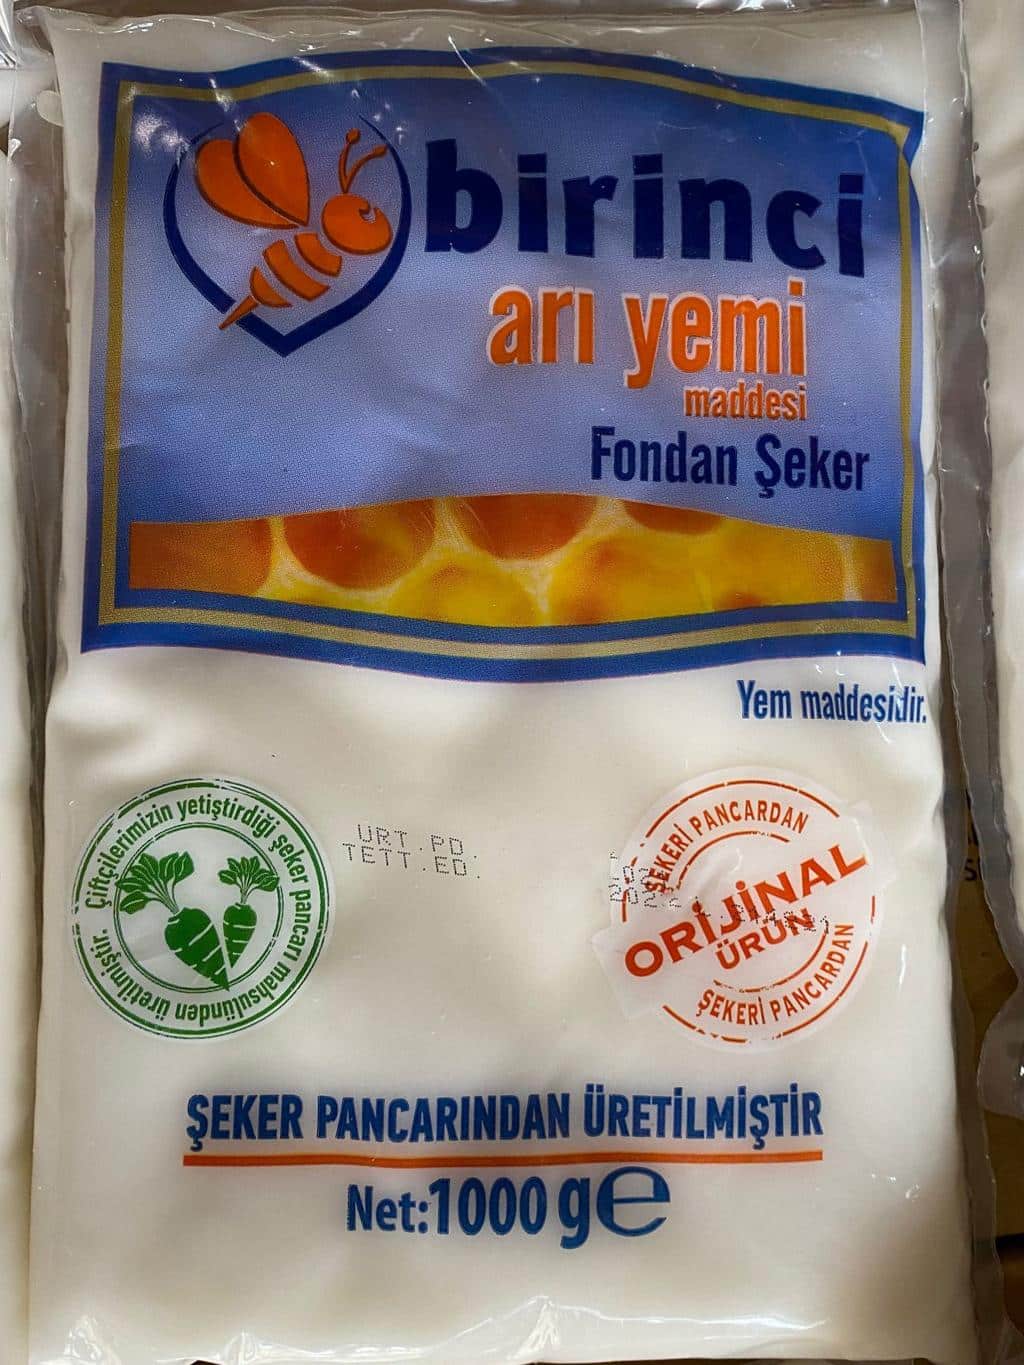 birinci
arı yemi
maddesi
Fondan Şeker
Yem maddesidir.
Çiftçilerimizin yetiştirdiği şeker pancarı mahsulünden üretilmiştir.
URT.PD.
TETT.ED.
ŞEKERİ PANCARDAN
ORİJİNAL
ÜRÜN
ŞEKERİ PANCARDAN
ŞEKER PANCARINDAN ÜRETİLMİŞTİR
Net:1000 g e